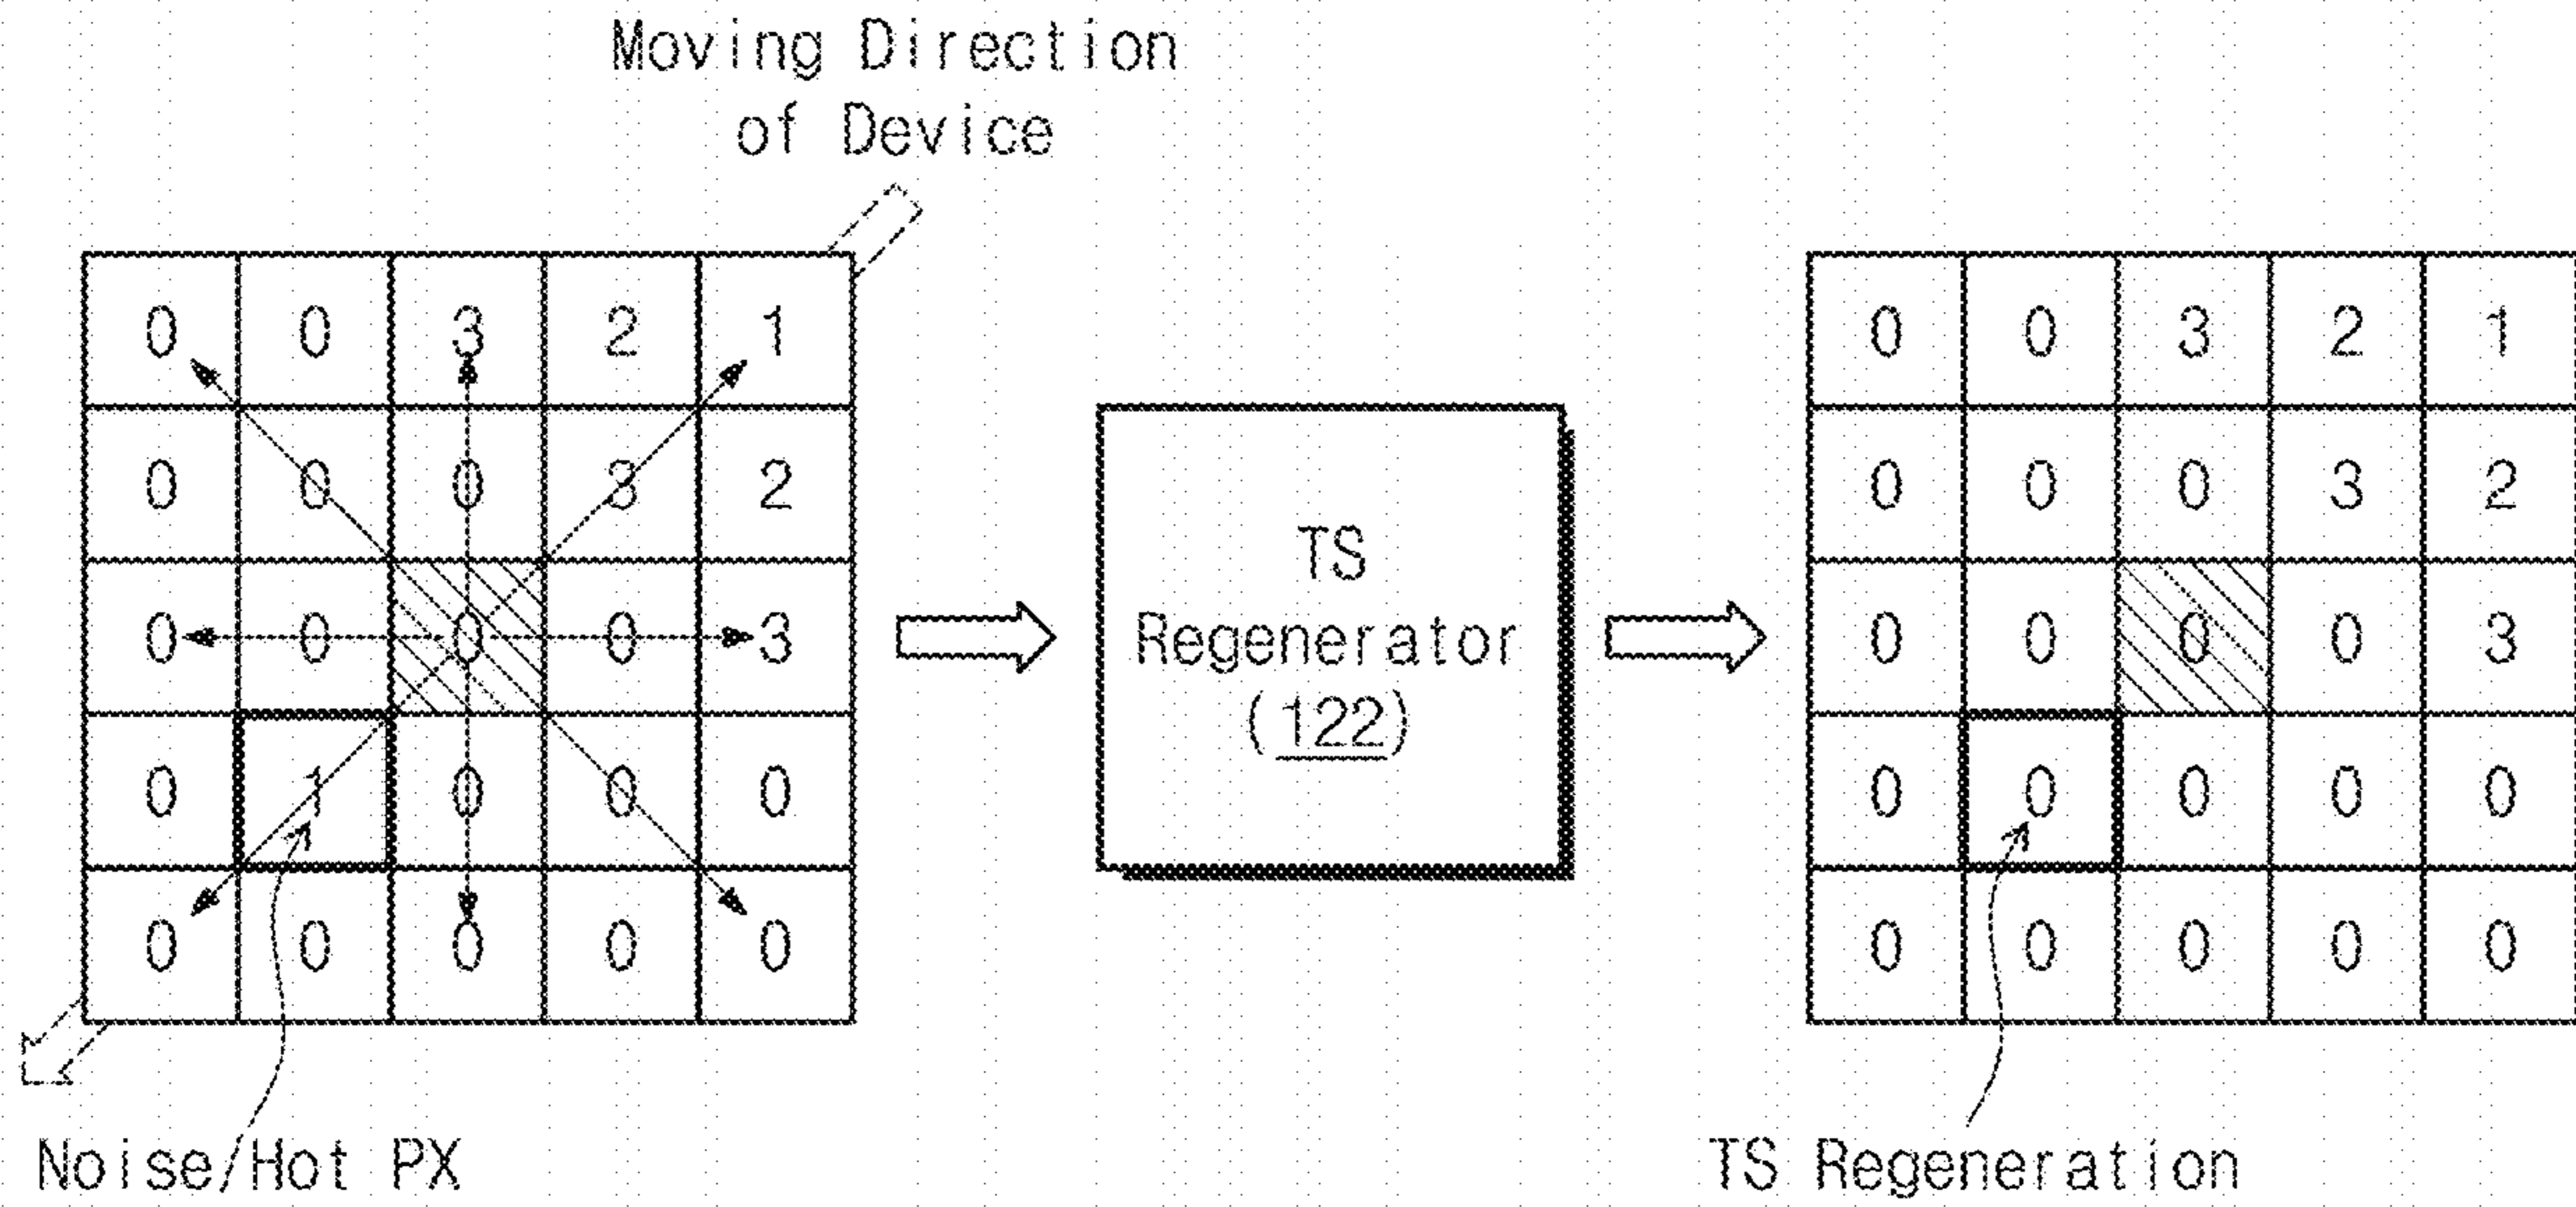 Moving Direction
of Device
0 0 3 2 1
0 0 0 3 2
0 0 0 0 3
0 1 0 0 0
0 0 0 0 0
Noise/Hot PX
TS
Regenerator
(122)
0 0 3 2 1
0 0 0 3 2
0 0 0 0 3
0 0 0 0 0
0 0 0 0 0
TS Regeneration